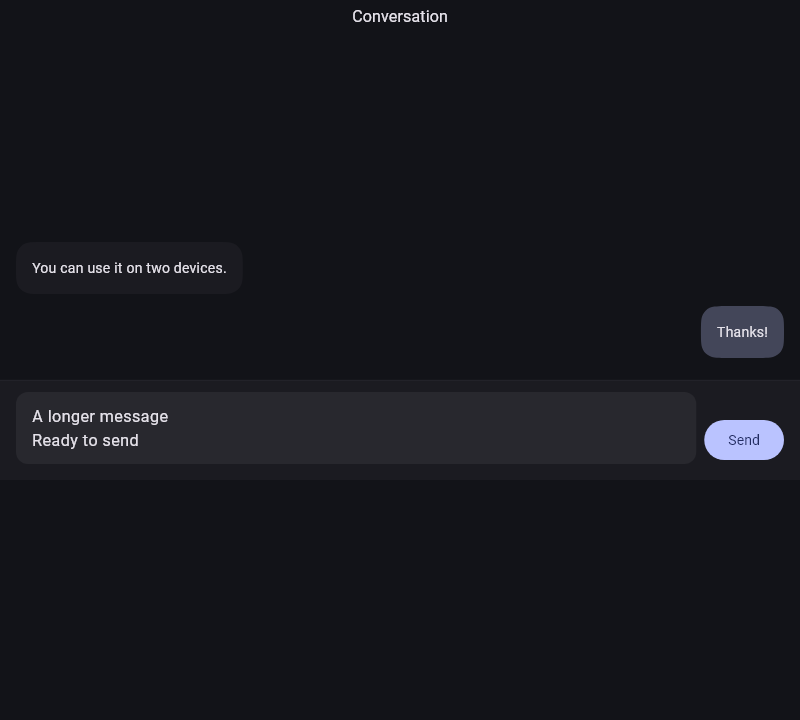 Conversation
You can use it on two devices.
Thanks!
A longer message
Ready to send
Send